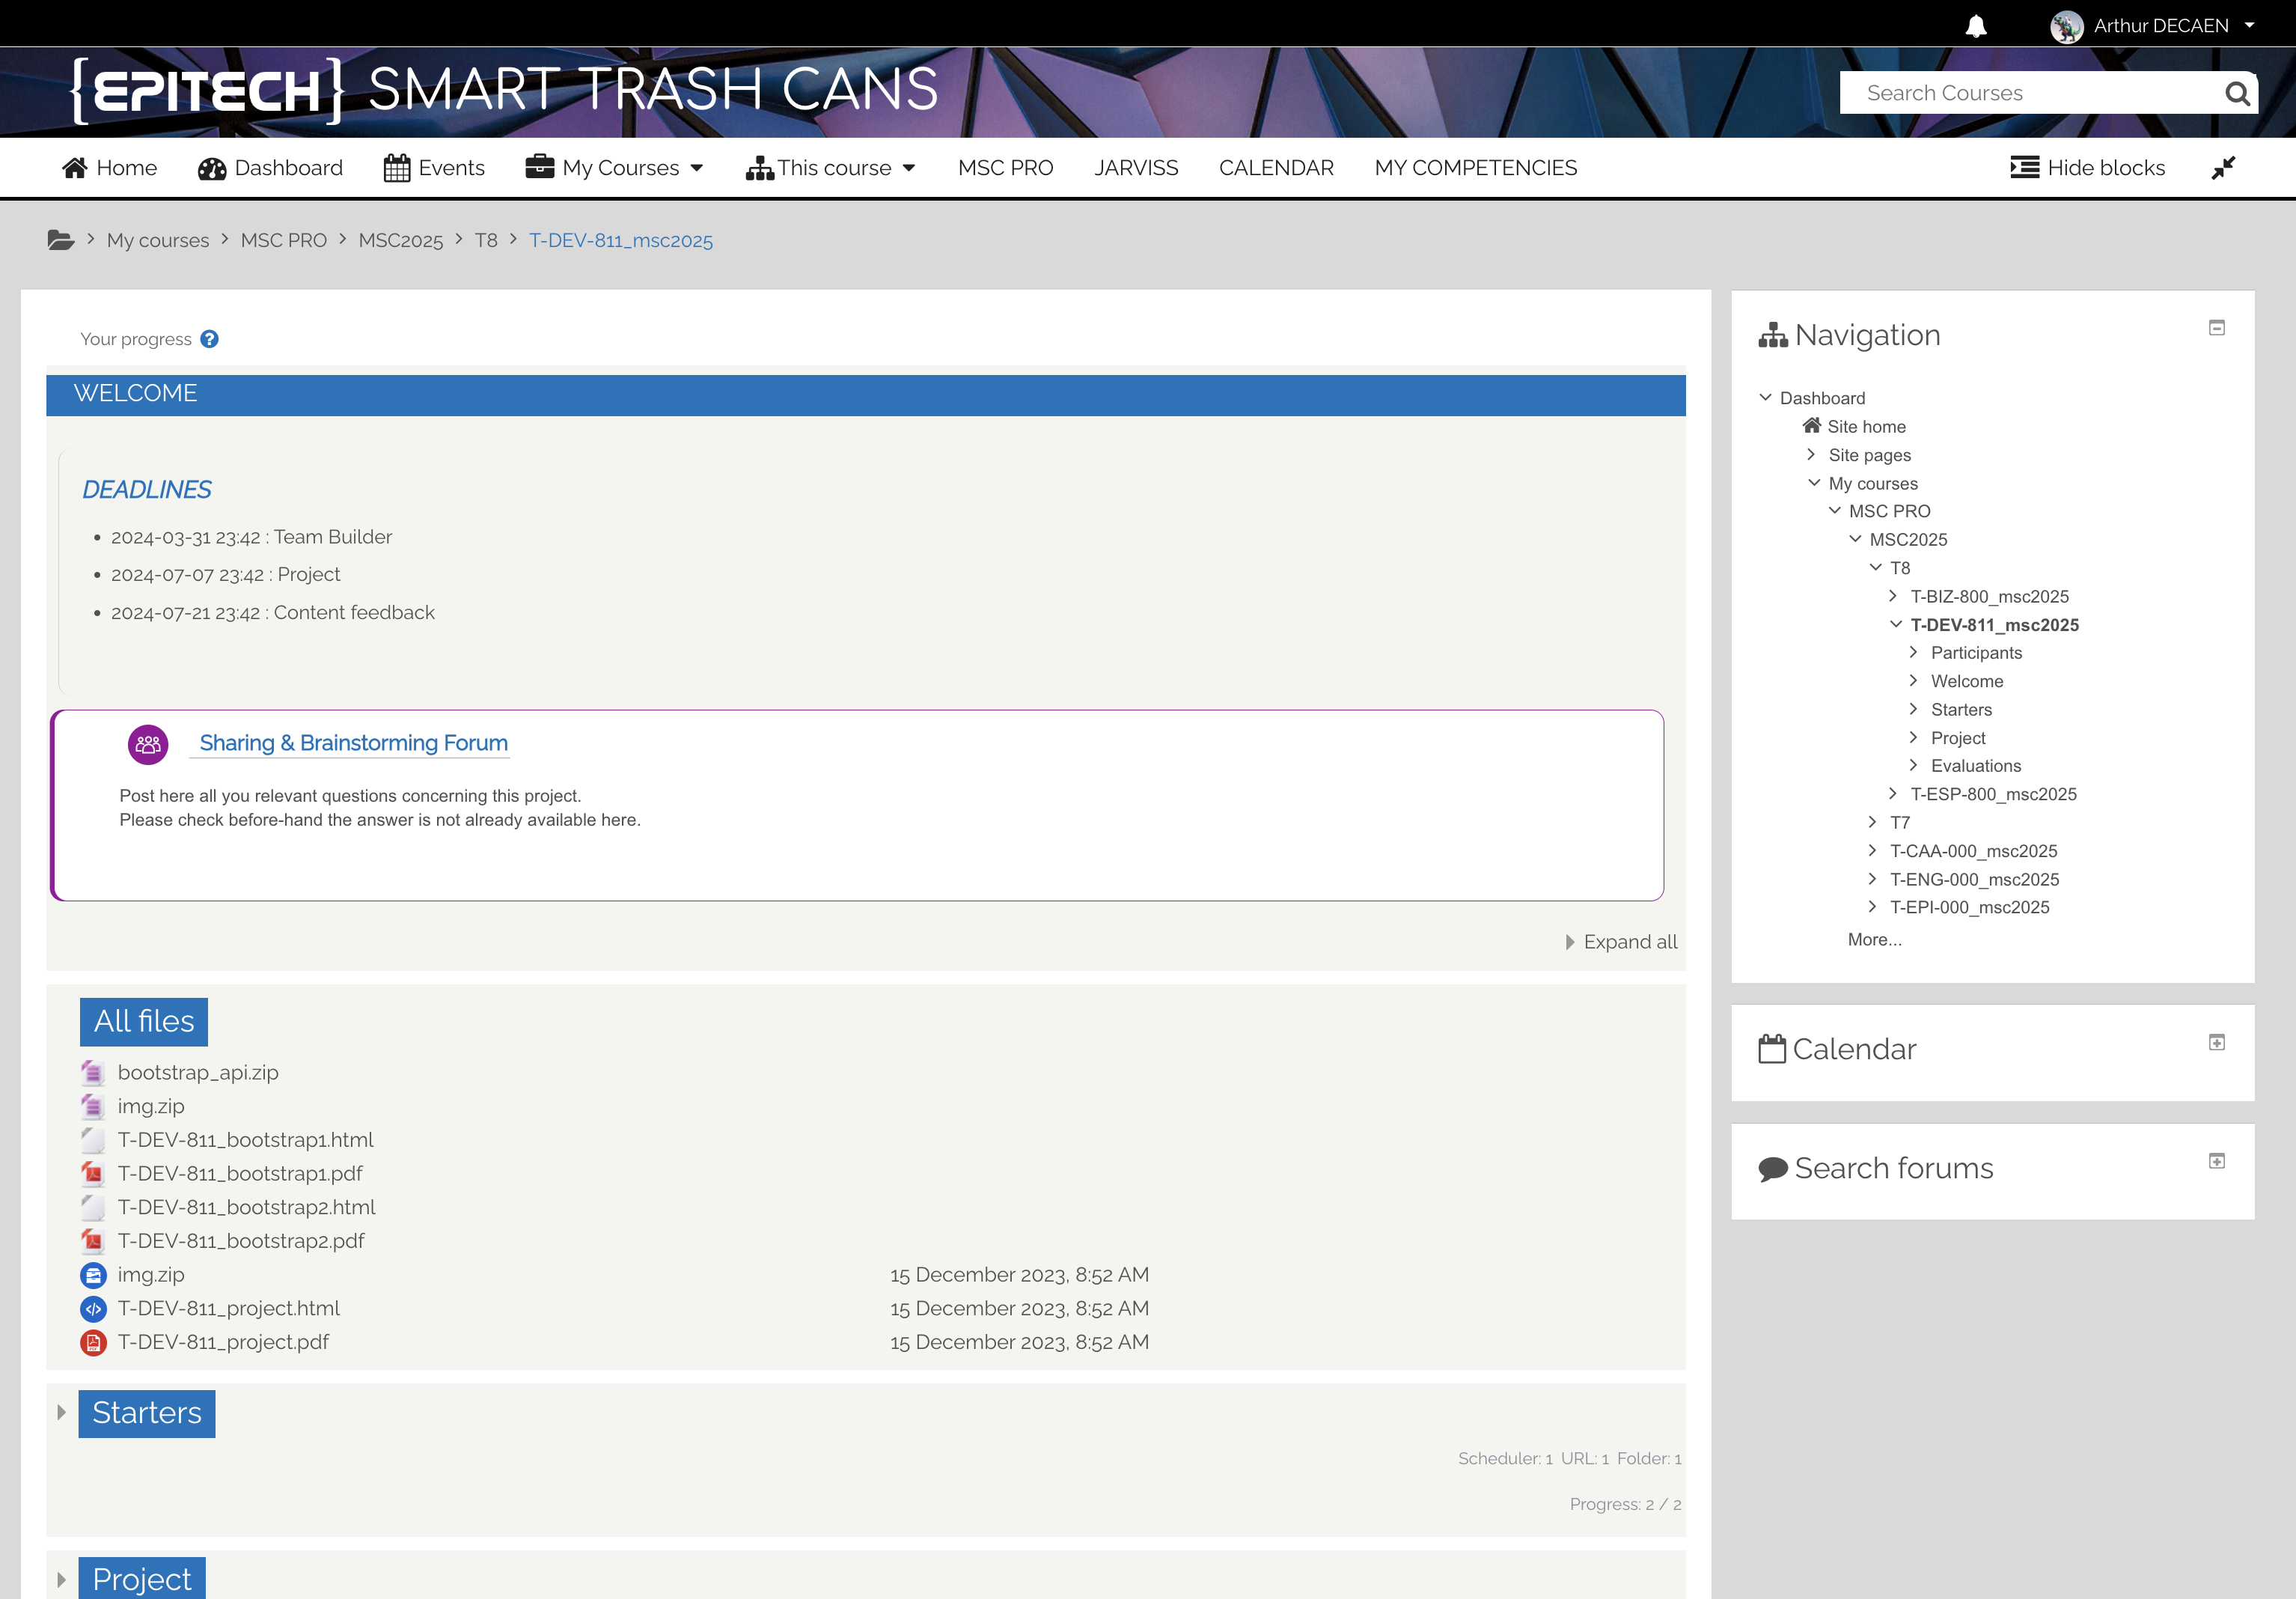 Arthur DECAEN
{EPITECH} SMART TRASH CANS
Search Courses
Home Dashboard Events My Courses This course MSC PRO JARVISS CALENDAR MY COMPETENCIES Hide blocks
My courses > MSC PRO > MSC2025 > T8 > T-DEV-811_msc2025
Your progress ?
WELCOME
DEADLINES
• 2024-03-31 23:42 : Team Builder
• 2024-07-07 23:42 : Project
• 2024-07-21 23:42 : Content feedback
Sharing & Brainstorming Forum
Post here all you relevant questions concerning this project.
Please check before-hand the answer is not already available here.
Expand all
All files
bootstrap_api.zip
img.zip
T-DEV-811_bootstrap1.html
T-DEV-811_bootstrap1.pdf
T-DEV-811_bootstrap2.html
T-DEV-811_bootstrap2.pdf
img.zip 15 December 2023, 8:52 AM
T-DEV-811_project.html 15 December 2023, 8:52 AM
T-DEV-811_project.pdf 15 December 2023, 8:52 AM
Starters
Scheduler: 1 URL: 1 Folder: 1
Progress: 2 / 2
Project
Navigation
Dashboard
Site home
Site pages
My courses
MSC PRO
MSC2025
T8
T-BIZ-800_msc2025
T-DEV-811_msc2025
Participants
Welcome
Starters
Project
Evaluations
T-ESP-800_msc2025
T7
T-CAA-000_msc2025
T-ENG-000_msc2025
T-EPI-000_msc2025
More...
Calendar
Search forums